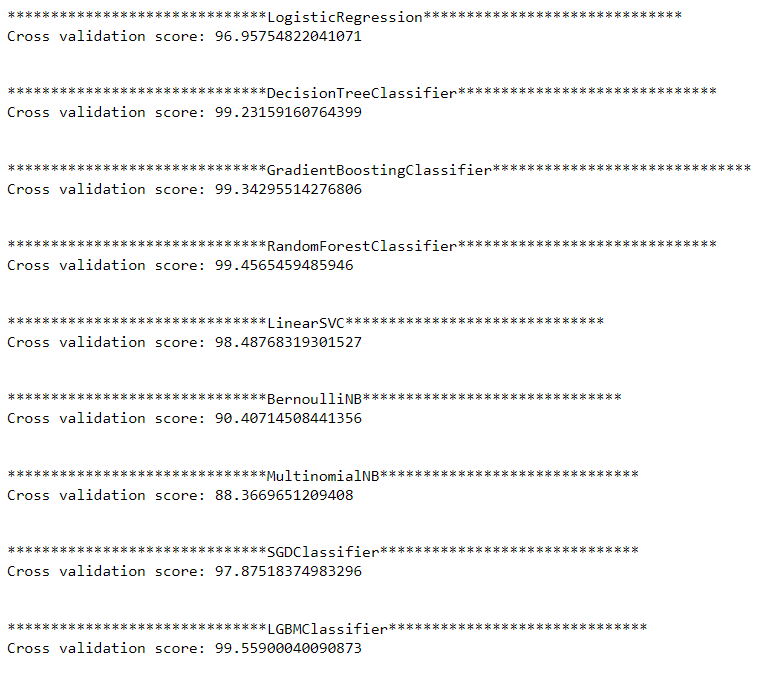 ******************************LogisticRegression******************************
Cross validation score: 96.95754822041071
******************************DecisionTreeClassifier******************************
Cross validation score: 99.23159160764399
******************************GradientBoostingClassifier******************************
Cross validation score: 99.34295514276806
******************************RandomForestClassifier******************************
Cross validation score: 99.4565459485946
******************************LinearSVC******************************
Cross validation score: 98.48768319301527
******************************BernoulliNB******************************
Cross validation score: 90.40714508441356
******************************MultinomialNB******************************
Cross validation score: 88.3669651209408
******************************SGDClassifier******************************
Cross validation score: 97.87518374983296
******************************LGBMClassifier******************************
Cross validation score: 99.55900040090873